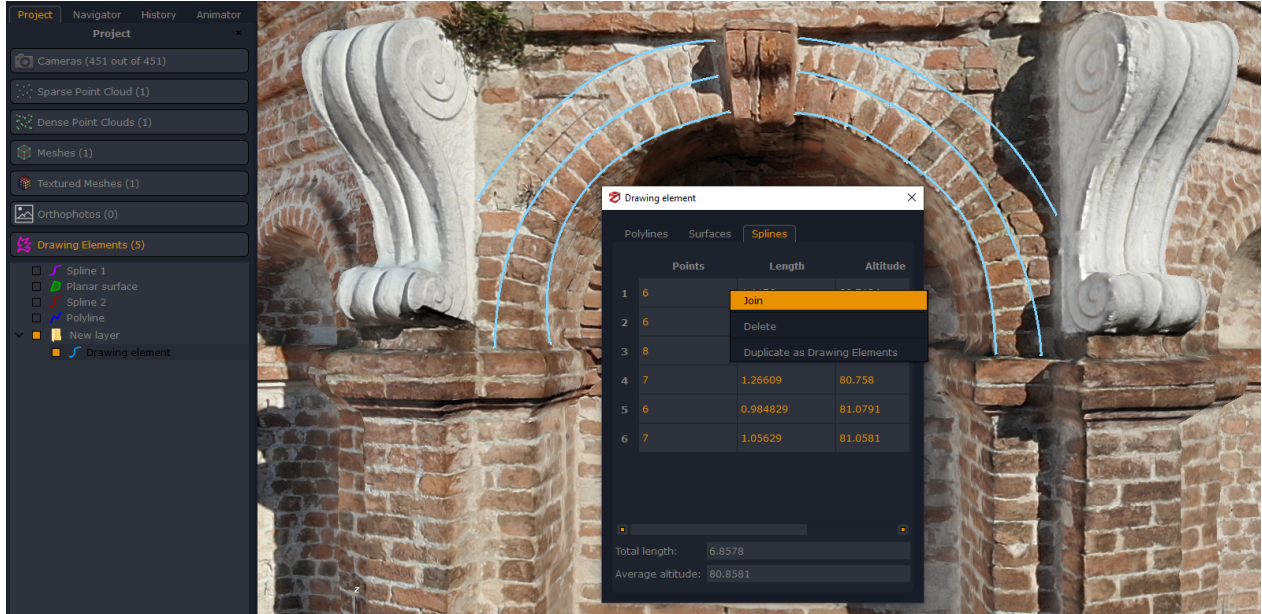 Project Navigator History Animator
Project ×
Cameras (451 out of 451)
Sparse Point Cloud (1)
Dense Point Clouds (1)
Meshes (1)
Textured Meshes (1)
Orthophotos (0)
Drawing Elements (5)
Spline 1
Planar surface
Spline 2
Polyline
New layer
Drawing element
Drawing element
Polylines Surfaces Splines
Points Length Altitude
1 6
2 6
3 8
Join
Delete
Duplicate as Drawing Elements
4 7 1.26609 80.758
5 6 0.984829 81.0791
6 7 1.05629 81.0581
Total length: 6.8578
Average altitude: 80.8581
z